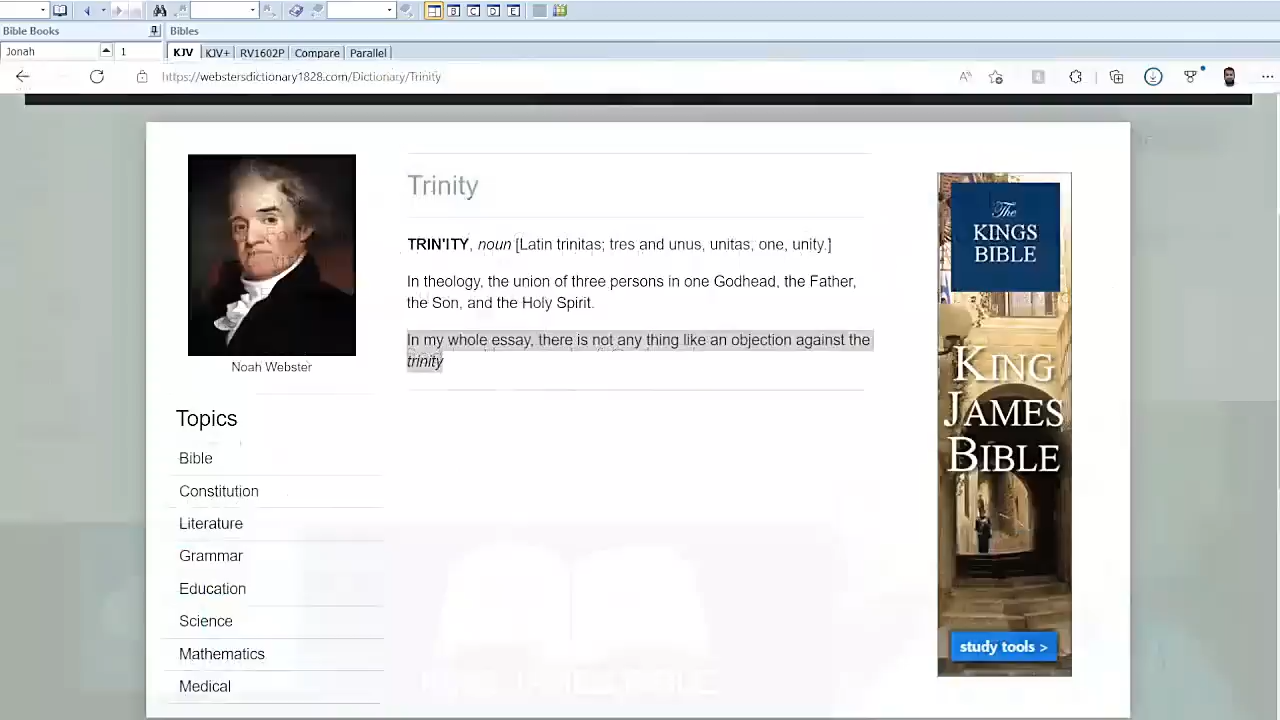 Bible Books
Bibles
Jonah
1
KJV
KJV+
RV1602P
Compare
Parallel
https://webstersdictionary1828.com/Dictionary/Trinity
B
C
D
E
Trinity
TRIN'ITY, noun [Latin trinitas; tres and unus, unitas, one, unity.]
In theology, the union of three persons in one Godhead, the Father,
the Son, and the Holy Spirit.
In my whole essay, there is not any thing like an objection against the
trinity
Noah Webster
Topics
Bible
Constitution
Literature
Grammar
Education
Science
Mathematics
Medical
The
KINGS
BIBLE
KING
JAMES
BIBLE
study tools >